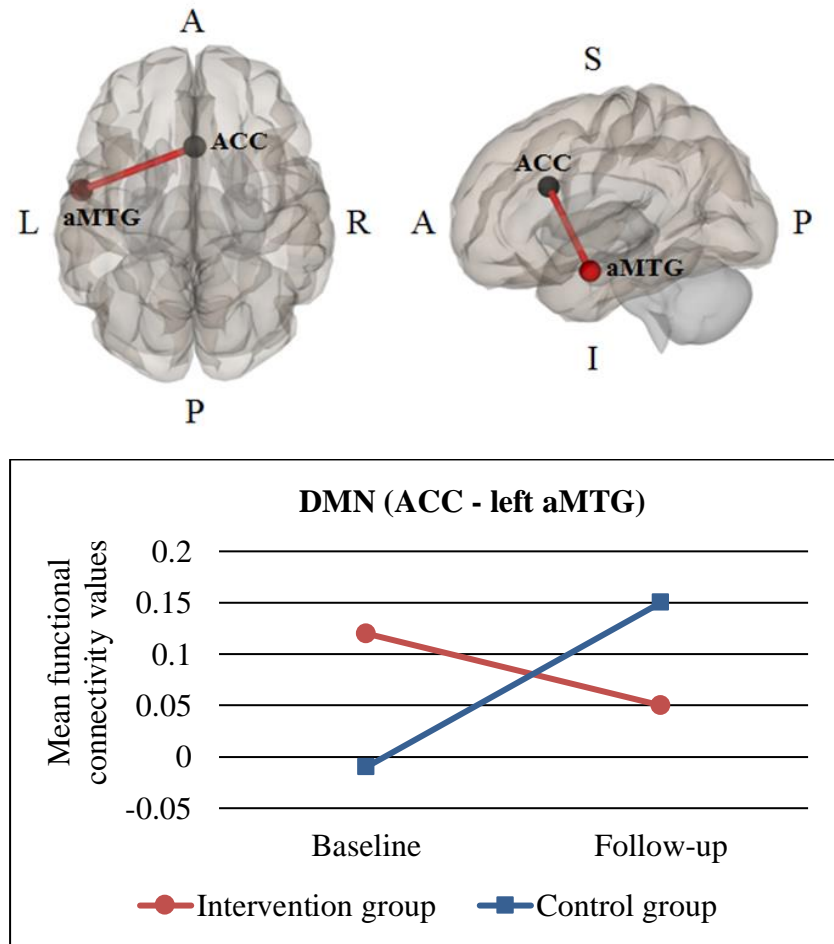 A
S
ACC
ACC
L
aMTG
R
A
aMTG
P
P
I
DMN (ACC - left aMTG)
Mean functional
connectivity values
0.2
0.15
0.1
0.05
0
-0.05
Baseline
Follow-up
Intervention group
Control group